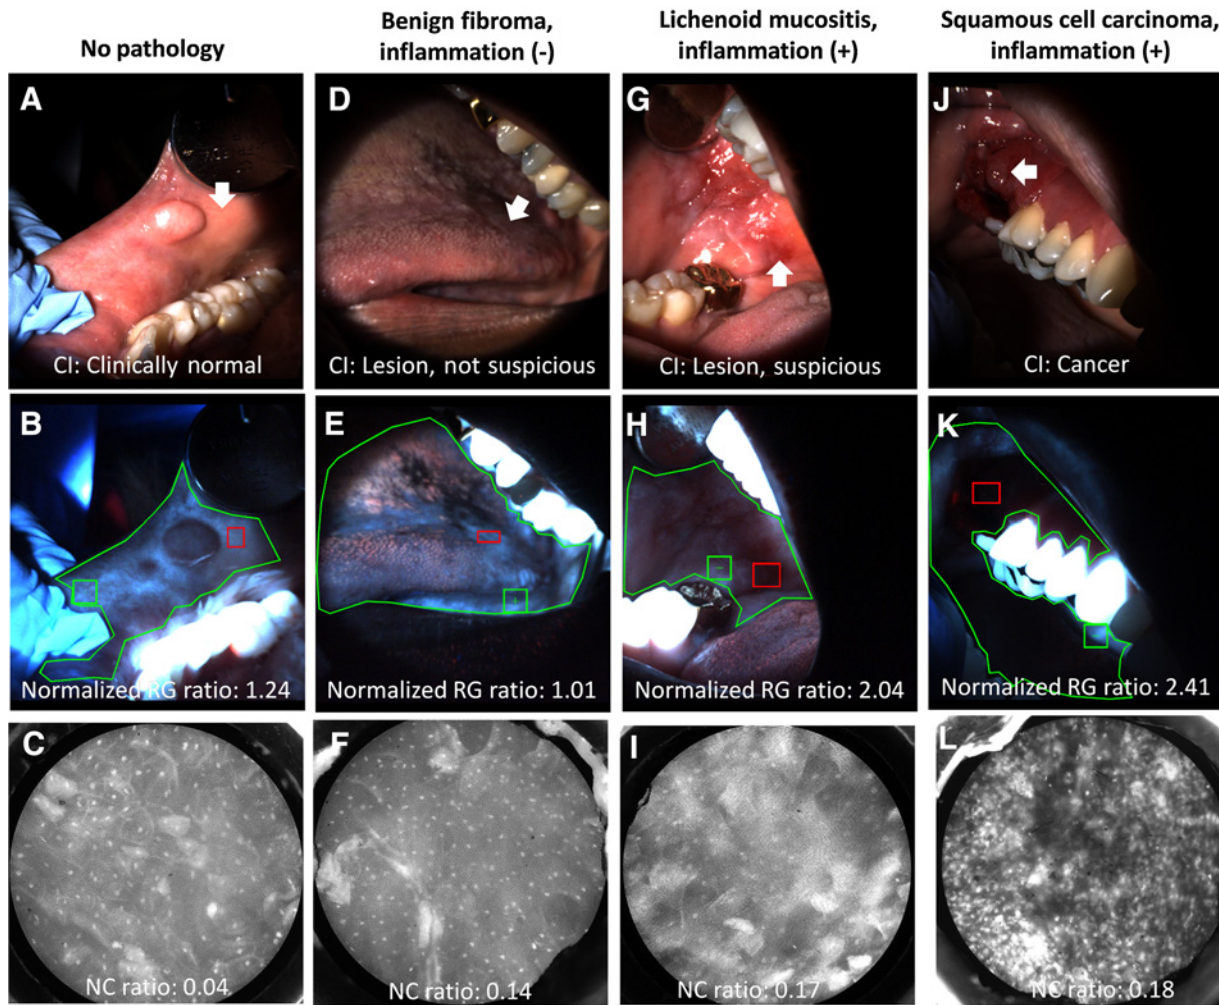 No pathology
Benign fibroma,
inflammation (-)
Lichenoid mucositis,
inflammation (+)
Squamous cell carcinoma,
inflammation (+)
A
CI: Clinically normal
D
CI: Lesion, not suspicious
G
CI: Lesion, suspicious
J
CI: Cancer
B
Normalized RG ratio: 1.24
E
Normalized RG ratio: 1.01
H
Normalized RG ratio: 2.04
K
Normalized RG ratio: 2.41
C
NC ratio: 0.04
F
NC ratio: 0.14
I
NC ratio: 0.17
L
NC ratio: 0.18